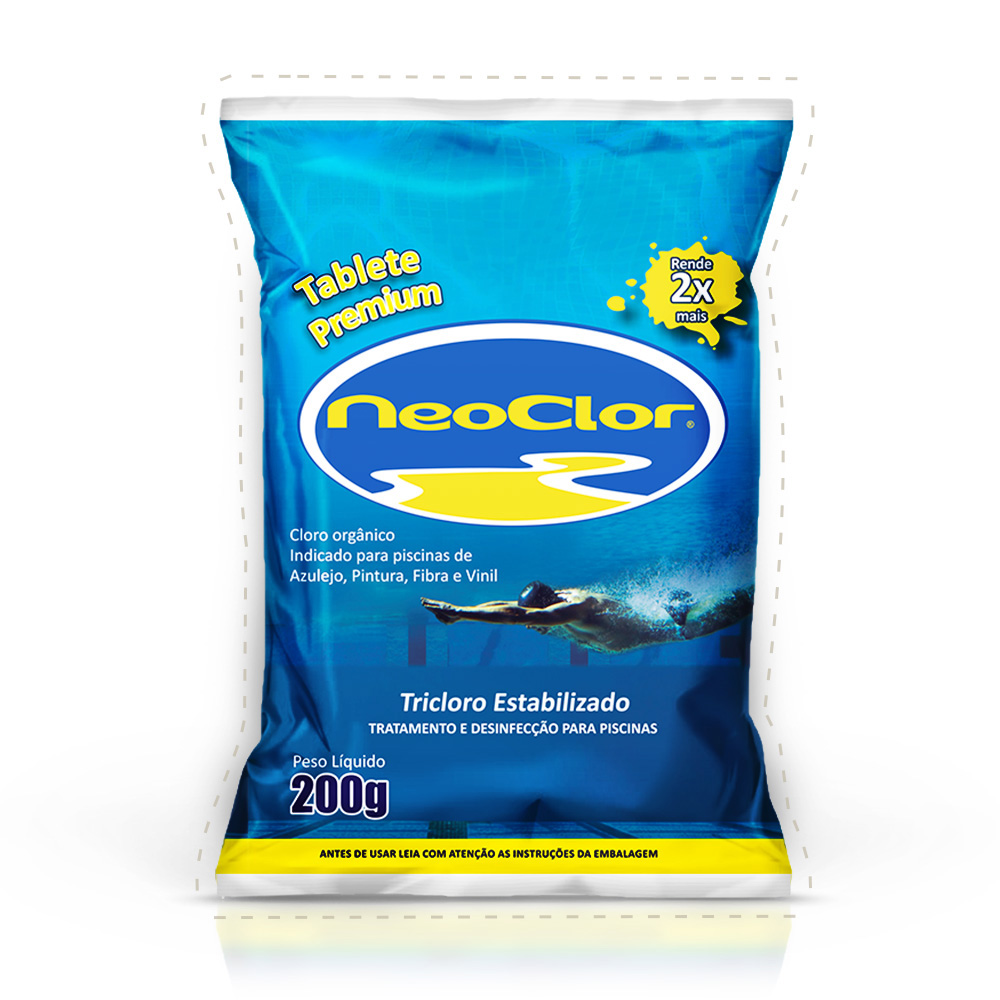 Tablete
Premium
Rende
2x
mais
NeoClor®
Cloro orgânico
Indicado para piscinas de
Azulejo, Pintura, Fibra e Vinil
Tricloro Estabilizado
TRATAMENTO E DESINFECÇÃO PARA PISCINAS
Peso Líquido
200g
ANTES DE USAR LEIA COM ATENÇÃO AS INSTRUÇÕES DA EMBALAGEM